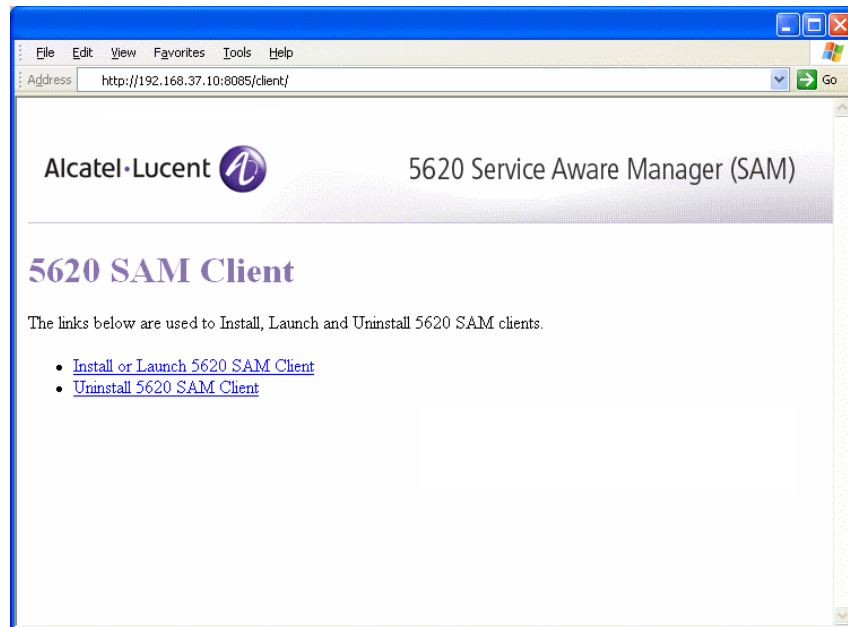 File Edit View Favorites Tools Help
Address http://192.168.37.10:8085/client/ Go
Alcatel·Lucent 5620 Service Aware Manager (SAM)
5620 SAM Client
The links below are used to Install, Launch and Uninstall 5620 SAM clients.
• Install or Launch 5620 SAM Client
• Uninstall 5620 SAM Client